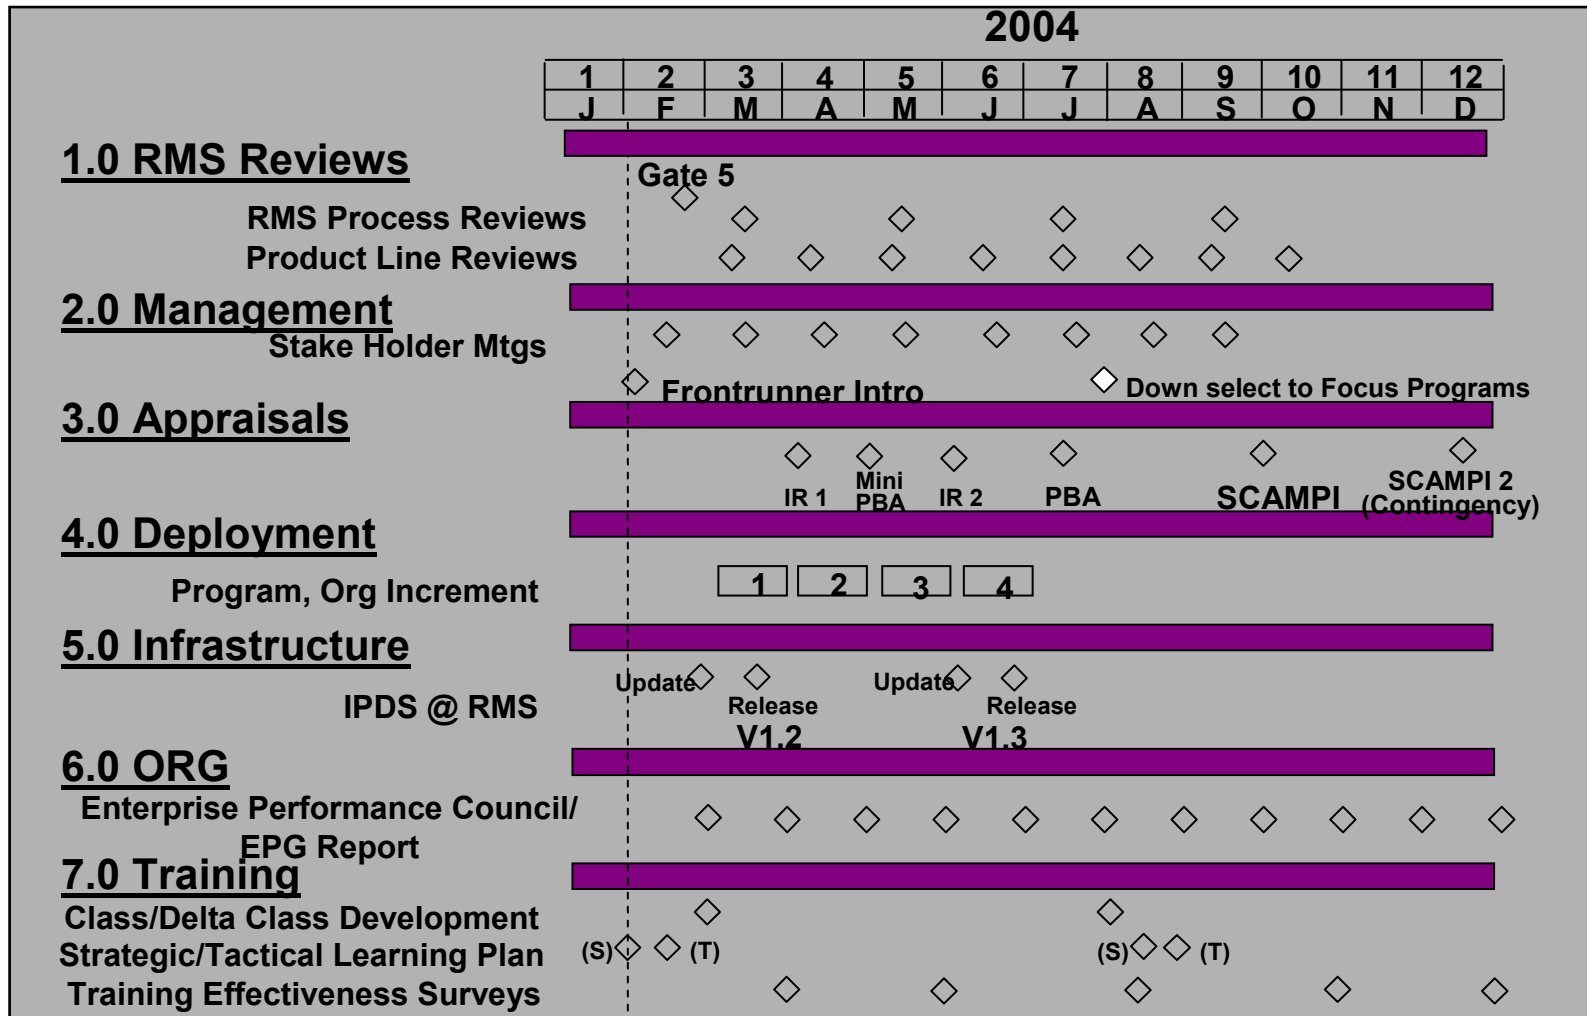 2004
1 2 3 4 5 6 7 8 9 10 11 12
J F M A M J J A S O N D
1.0 RMS Reviews
Gate 5
RMS Process Reviews
Product Line Reviews
2.0 Management
Stake Holder Mtgs
Frontrunner Intro
Down select to Focus Programs
3.0 Appraisals
IR 1
Mini
PBA
IR 2
PBA
SCAMPI
SCAMPI 2
(Contingency)
4.0 Deployment
Program, Org Increment
1 2 3 4
5.0 Infrastructure
Update
Update
IPDS @ RMS
Release
V1.2
Release
V1.3
6.0 ORG
Enterprise Performance Council/
EPG Report
7.0 Training
Class/Delta Class Development
Strategic/Tactical Learning Plan
(S) (T) (S) (T)
Training Effectiveness Surveys